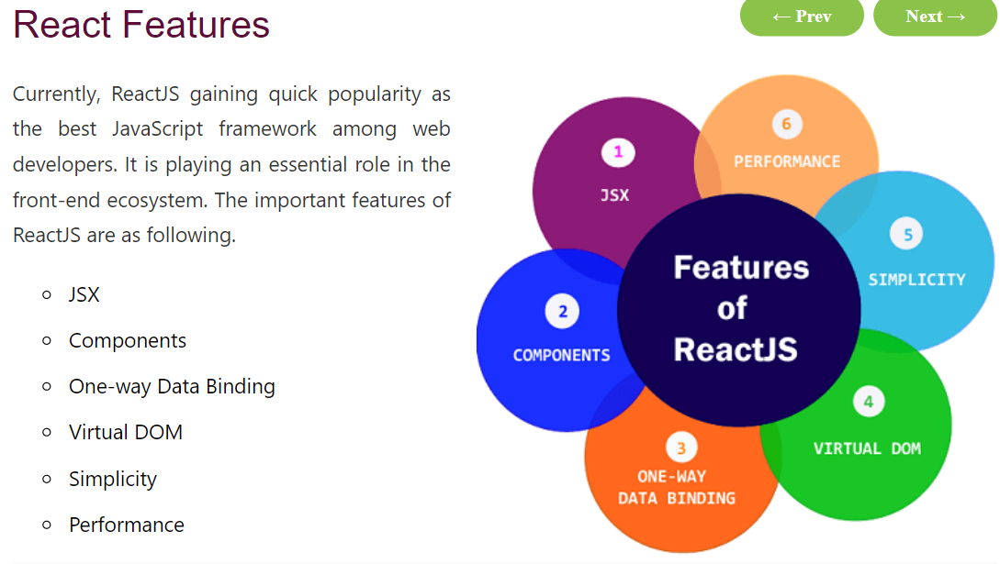 React Features
← Prev
Next →
Currently, ReactJS gaining quick popularity as
the best JavaScript framework among web
developers. It is playing an essential role in the
front-end ecosystem. The important features of
ReactJS are as following.
JSX
Components
One-way Data Binding
Virtual DOM
Simplicity
Performance
Features
of
ReactJS
1
JSX
2
COMPONENTS
3
ONE-WAY
DATA BINDING
4
VIRTUAL DOM
5
SIMPLICITY
6
PERFORMANCE